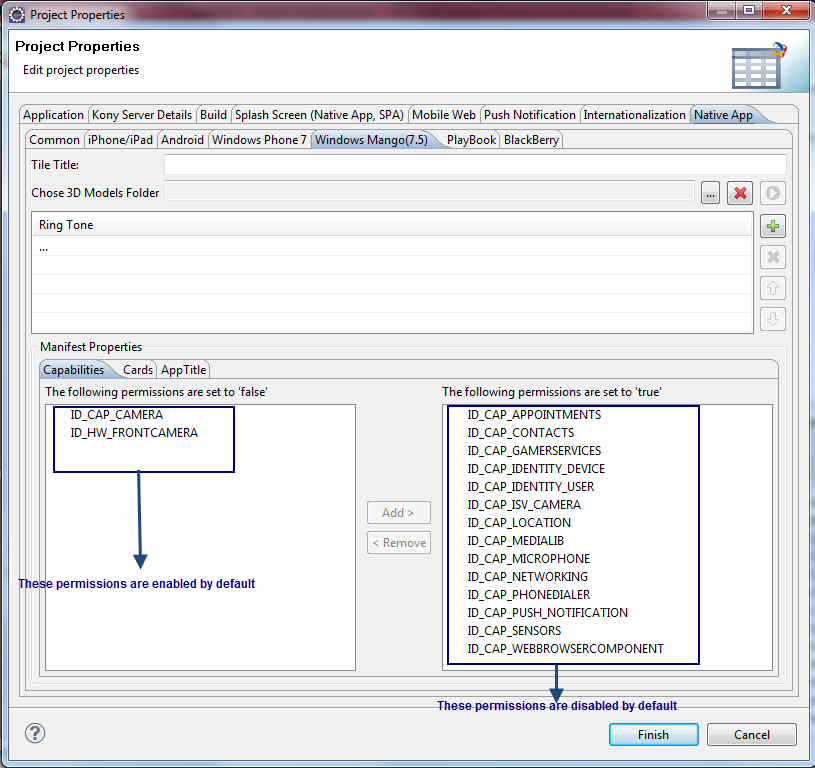 Project Properties
Project Properties
Edit project properties
Application Kony Server Details Build Splash Screen (Native App, SPA) Mobile Web Push Notification Internationalization Native App
Common iPhone/iPad Android Windows Phone 7 Windows Mango(7.5) PlayBook BlackBerry
Tile Title:
Chose 3D Models Folder ...
Ring Tone
...
Manifest Properties
Capabilities Cards AppTitle
The following permissions are set to 'false'
ID_CAP_CAMERA
ID_HW_FRONTCAMERA
These permissions are enabled by default
Add >
< Remove
The following permissions are set to 'true'
ID_CAP_APPOINTMENTS
ID_CAP_CONTACTS
ID_CAP_GAMERSERVICES
ID_CAP_IDENTITY_DEVICE
ID_CAP_IDENTITY_USER
ID_CAP_ISV_CAMERA
ID_CAP_LOCATION
ID_CAP_MEDIALIB
ID_CAP_MICROPHONE
ID_CAP_NETWORKING
ID_CAP_PHONEDIALER
ID_CAP_PUSH_NOTIFICATION
ID_CAP_SENSORS
ID_CAP_WEBBROWSERCOMPONENT
These permissions are disabled by default
? Finish Cancel